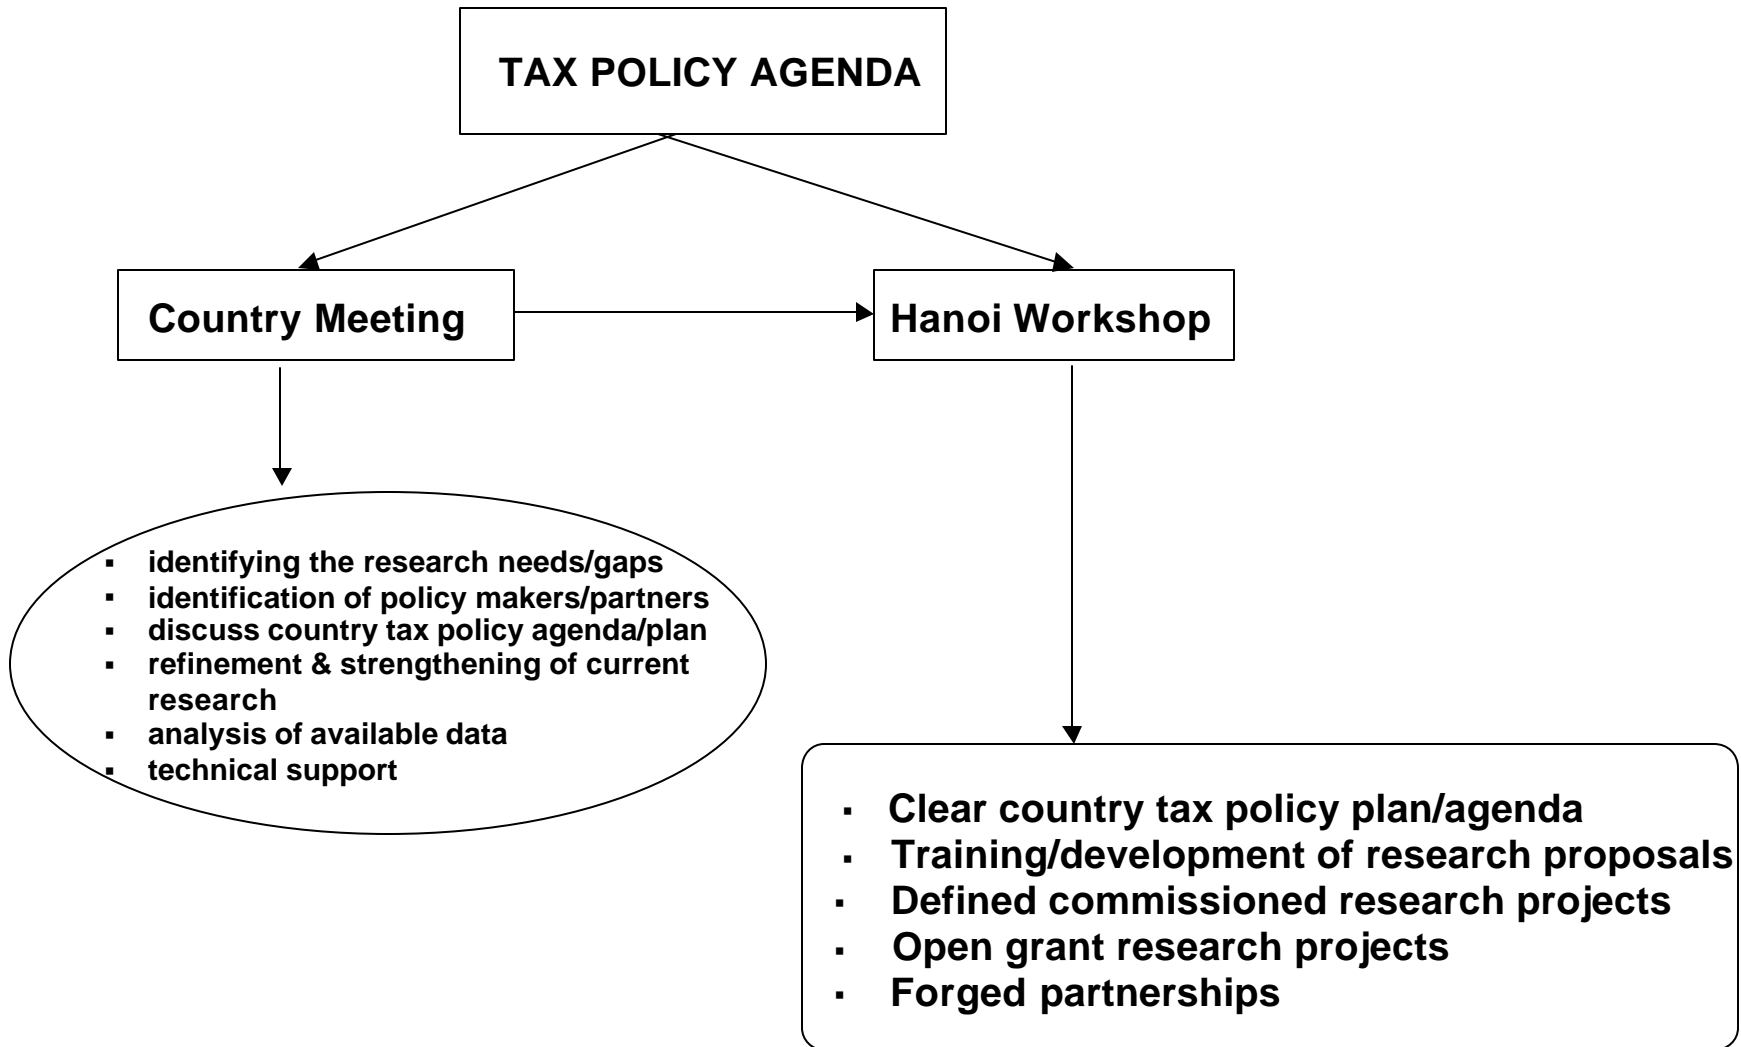 TAX POLICY AGENDA
Country Meeting
Hanoi Workshop
▪ identifying the research needs/gaps
▪ identification of policy makers/partners
▪ discuss country tax policy agenda/plan
▪ refinement & strengthening of current
research
▪ analysis of available data
▪ technical support
▪ Clear country tax policy plan/agenda
▪ Training/development of research proposals
▪ Defined commissioned research projects
▪ Open grant research projects
▪ Forged partnerships